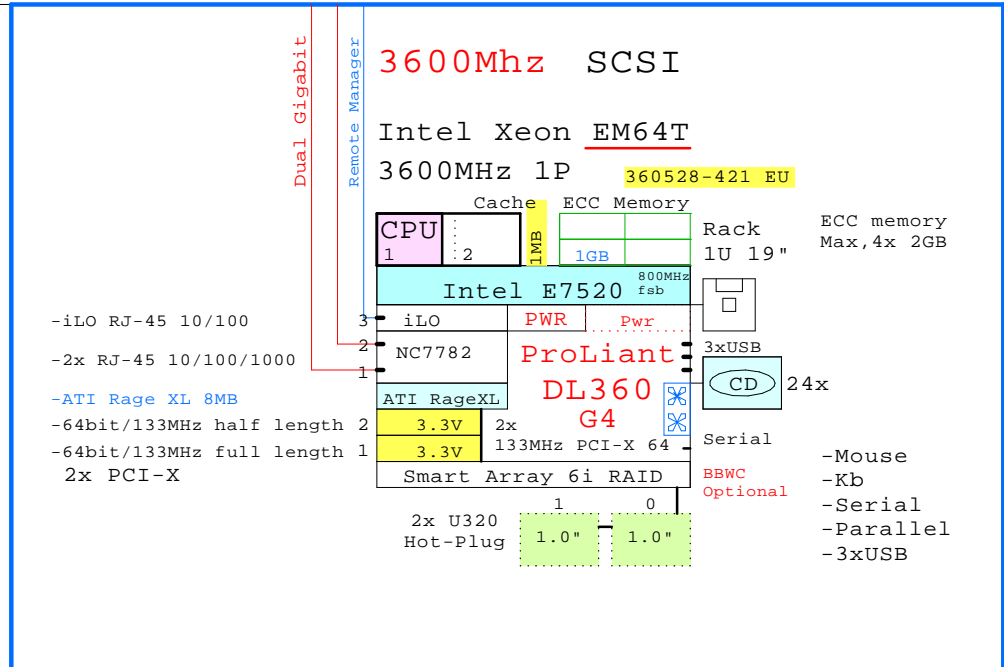 Dual Gigabit
Remote Manager
3600Mhz SCSI
Intel Xeon EM64T
3600MHz 1P
360528-421 EU
Cache
ECC Memory
CPU
1
2
1MB
1GB
Rack
1U 19"
ECC memory
Max,4x 2GB
Intel E7520
800MHz
fsb
-iLO RJ-45 10/100
3
iLO
PWR
Pwr
-2x RJ-45 10/100/1000
2
1
NC7782
ProLiant
DL360
G4
3xUSB
CD
24x
-ATI Rage XL 8MB
ATI RageXL
-64bit/133MHz half length 2
3.3V
2x
133MHz PCI-X 64
-64bit/133MHz full length 1
3.3V
2x PCI-X
Serial
Smart Array 6i RAID
BBWC
Optional
-Mouse
-Kb
-Serial
-Parallel
-3xUSB
1
0
2x U320
Hot-Plug
1.0"
1.0"